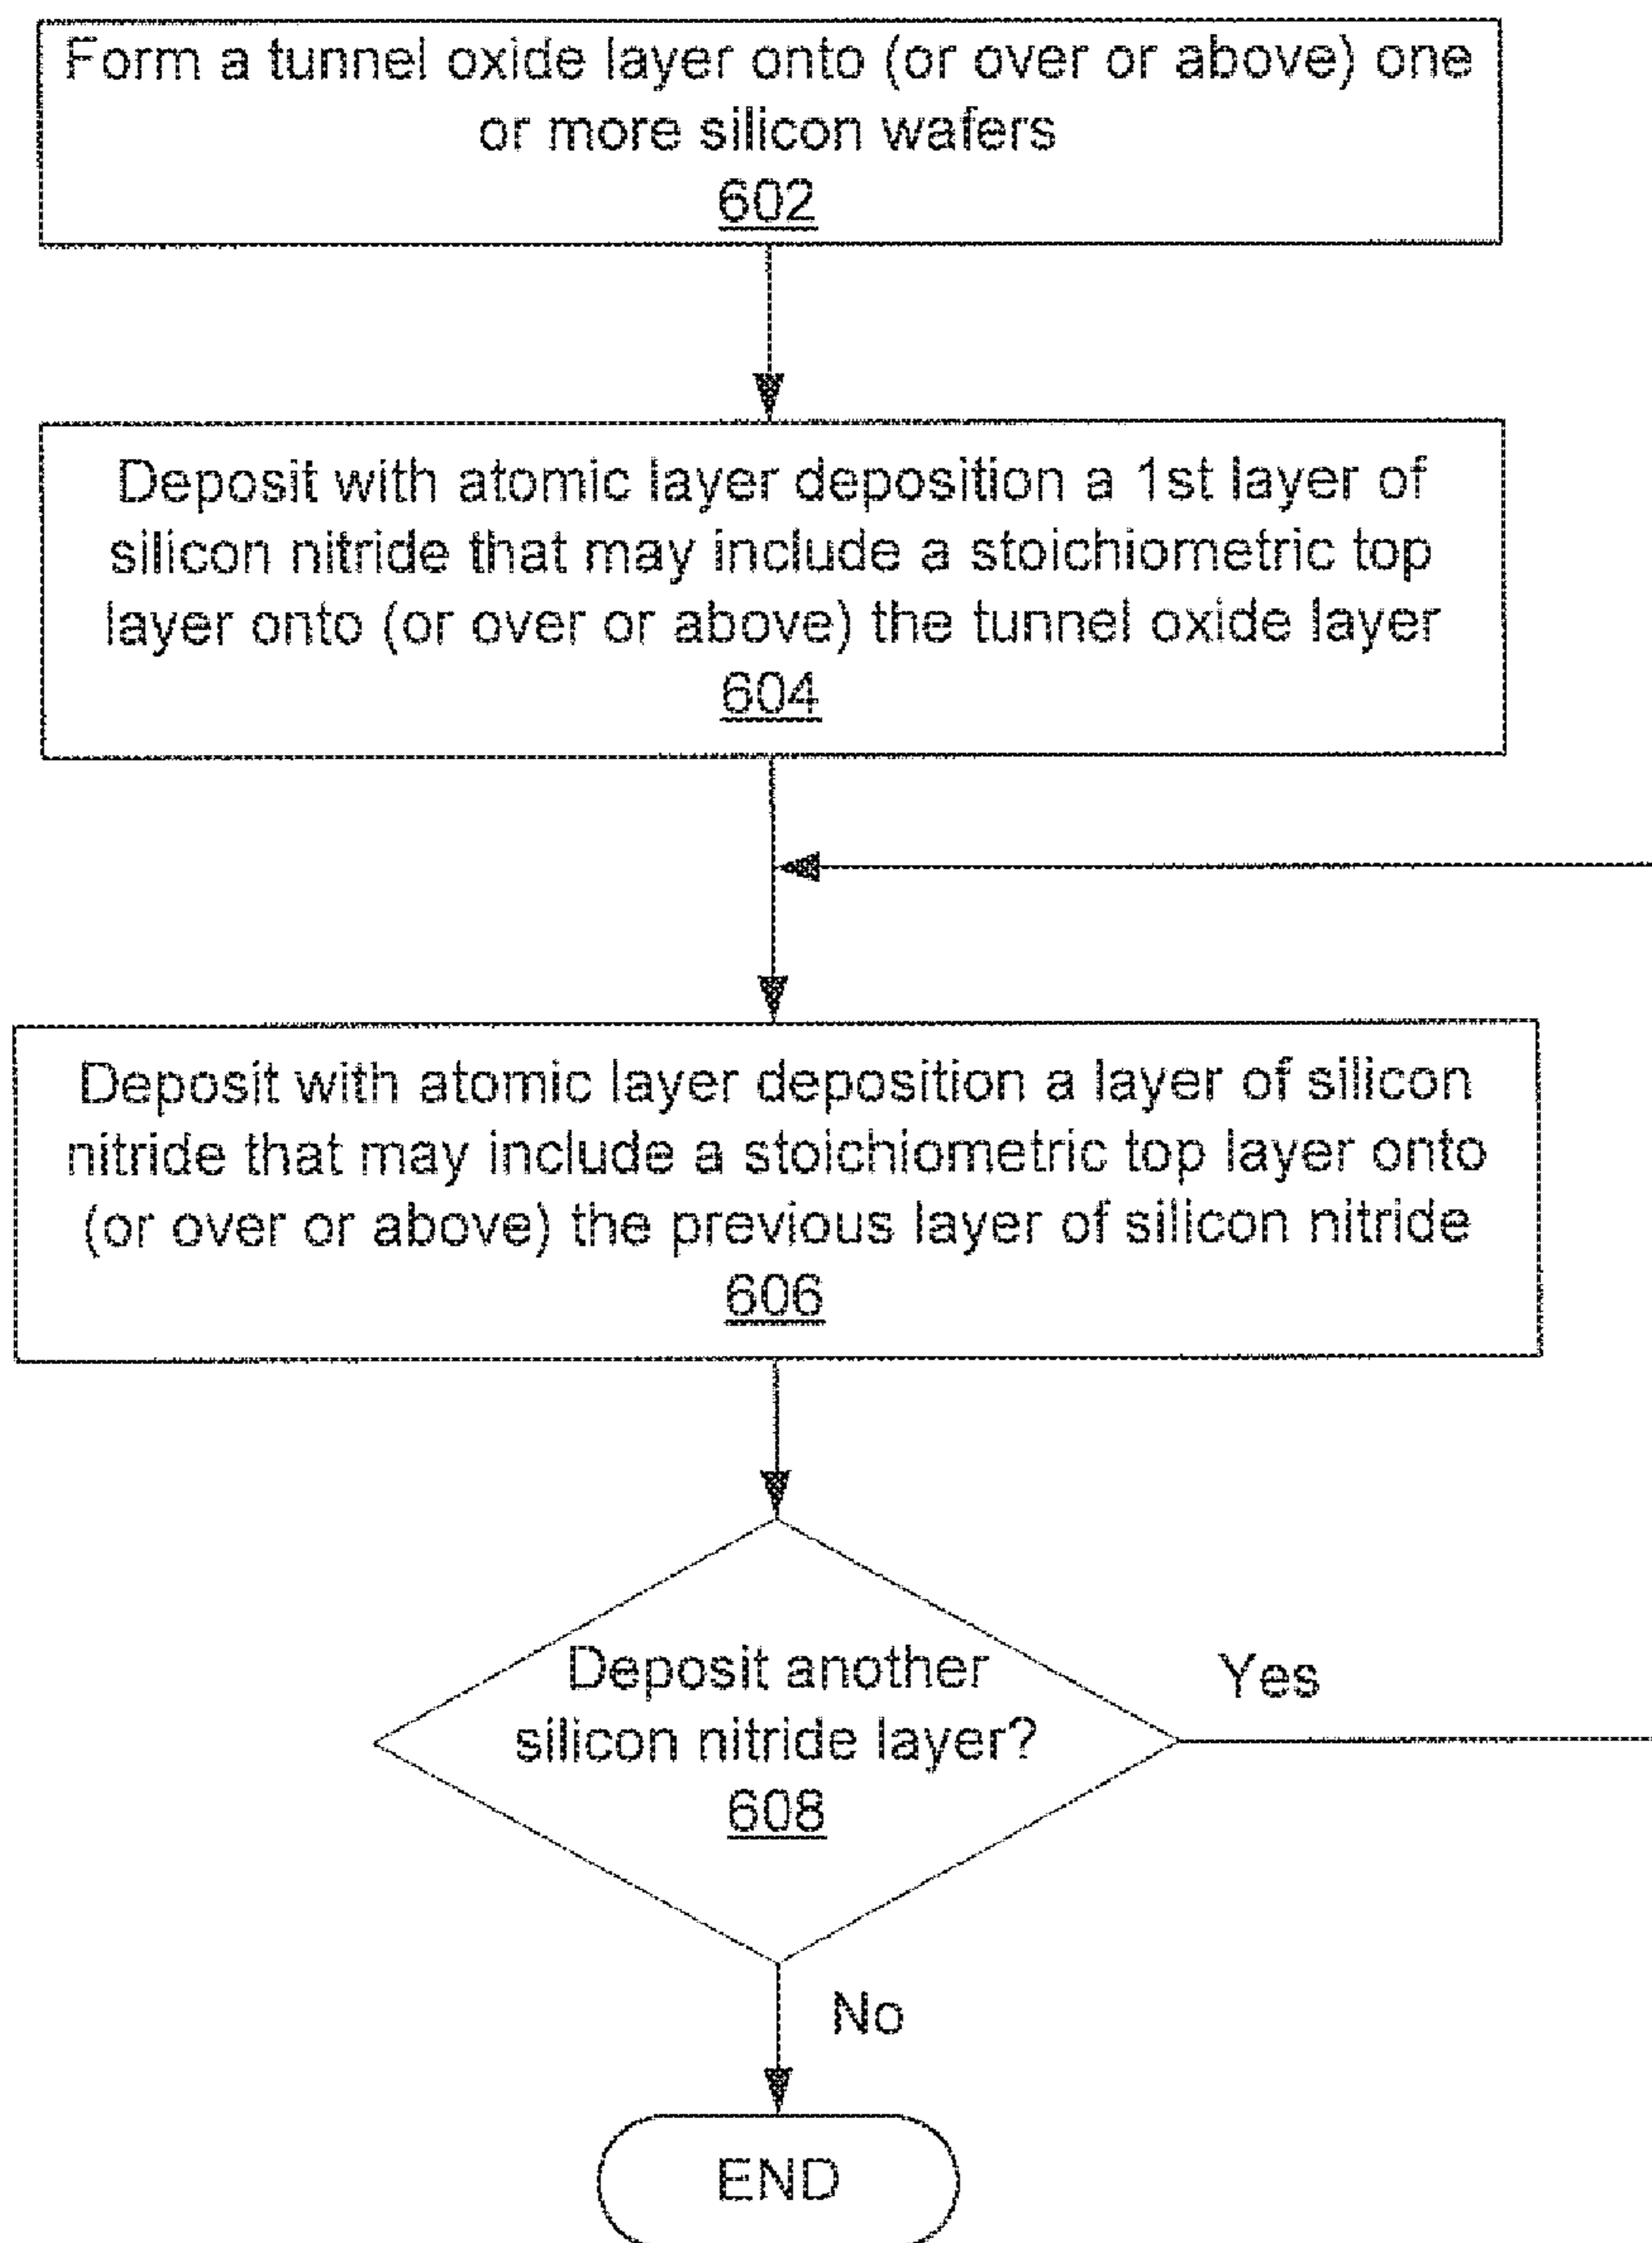 Form a tunnel oxide layer onto (or over or above) one
or more silicon wafers
602
Deposit with atomic layer deposition a 1st layer of
silicon nitride that may include a stoichiometric top
layer onto (or over or above) the tunnel oxide layer
604
Deposit with atomic layer deposition a layer of silicon
nitride that may include a stoichiometric top layer onto
(or over or above) the previous layer of silicon nitride
606
Deposit another
silicon nitride layer?
608
Yes
No
END